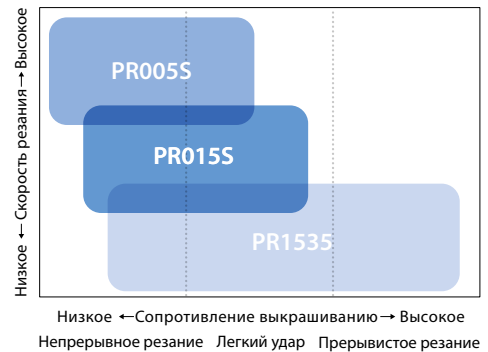 Низкое ← Скорость резания → Высокое
PR005S
PR015S
PR1535
Низкое ←Сопротивление выкрашиванию→ Высокое
Непрерывное резание Легкий удар Прерывистое резание